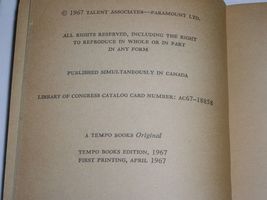 © 1967 TALENT ASSOCIATES—PARAMOUNT LTD.
ALL RIGHTS RESERVED, INCLUDING THE RIGHT
TO REPRODUCE IN WHOLE OR IN PART
IN ANY FORM
PUBLISHED SIMULTANEOUSLY IN CANADA
LIBRARY OF CONGRESS CATALOG CARD NUMBER: AC67-18858
A TEMPO BOOKS Original
TEMPO BOOKS EDITION, 1967
FIRST PRINTING, APRIL 1967